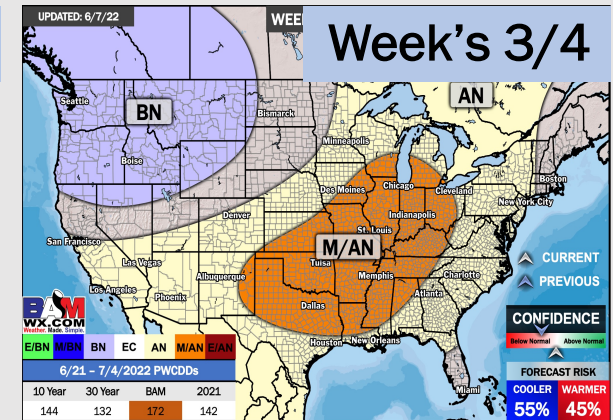 UPDATED: 6/7/22
WEE
Week's 3/4
AN
BN
Seattle
Bismarck
Minneapolis
Boise
Boston
Des Moines
Chicago
Cleveland
New York City
Denver
Indianapolis
St. Louis
San Francisco
M/AN
Las Vegas
Tulsa
CURRENT
Albuquerque
Memphis
Charlotte
PREVIOUS
Los Angeles
Phoenix
Atlanta
Dallas
BAM
WX.COM
Weather. Made. Simple.
CONFIDENCE
Houston
New Orleans
Below Normal
Above Normal
E/BN M/BN BN EC AN M/AN E/AN
6/21 – 7/4/2022 PWCDDs
FORECAST RISK
Miami
10 Year 30 Year BAM 2021
COOLER WARMER
144 132 172 142
55% 45%